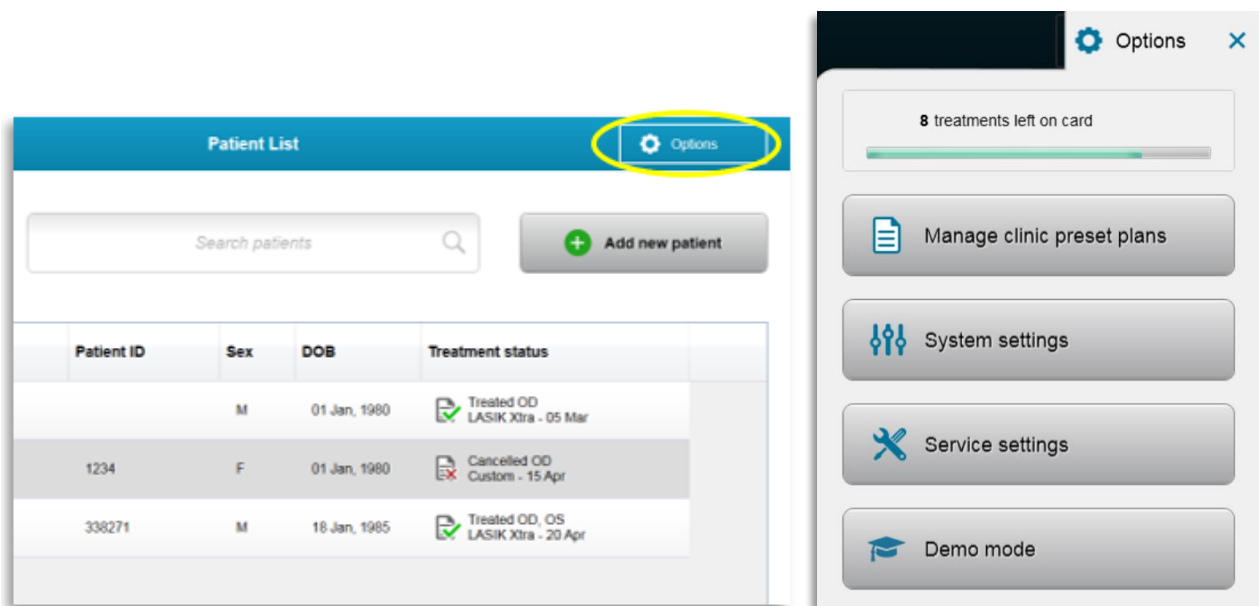 Patient List
Options
Search patients
Add new patient
Patient ID
Sex
DOB
Treatment status
M
01 Jan, 1980
Treated OD
LASIK Xtra - 05 Mar
1234
F
01 Jan, 1980
Cancelled OD
Custom - 15 Apr
338271
M
18 Jan, 1985
Treated OD, OS
LASIK Xtra - 20 Apr
Options
8 treatments left on card
Manage clinic preset plans
System settings
Service settings
Demo mode